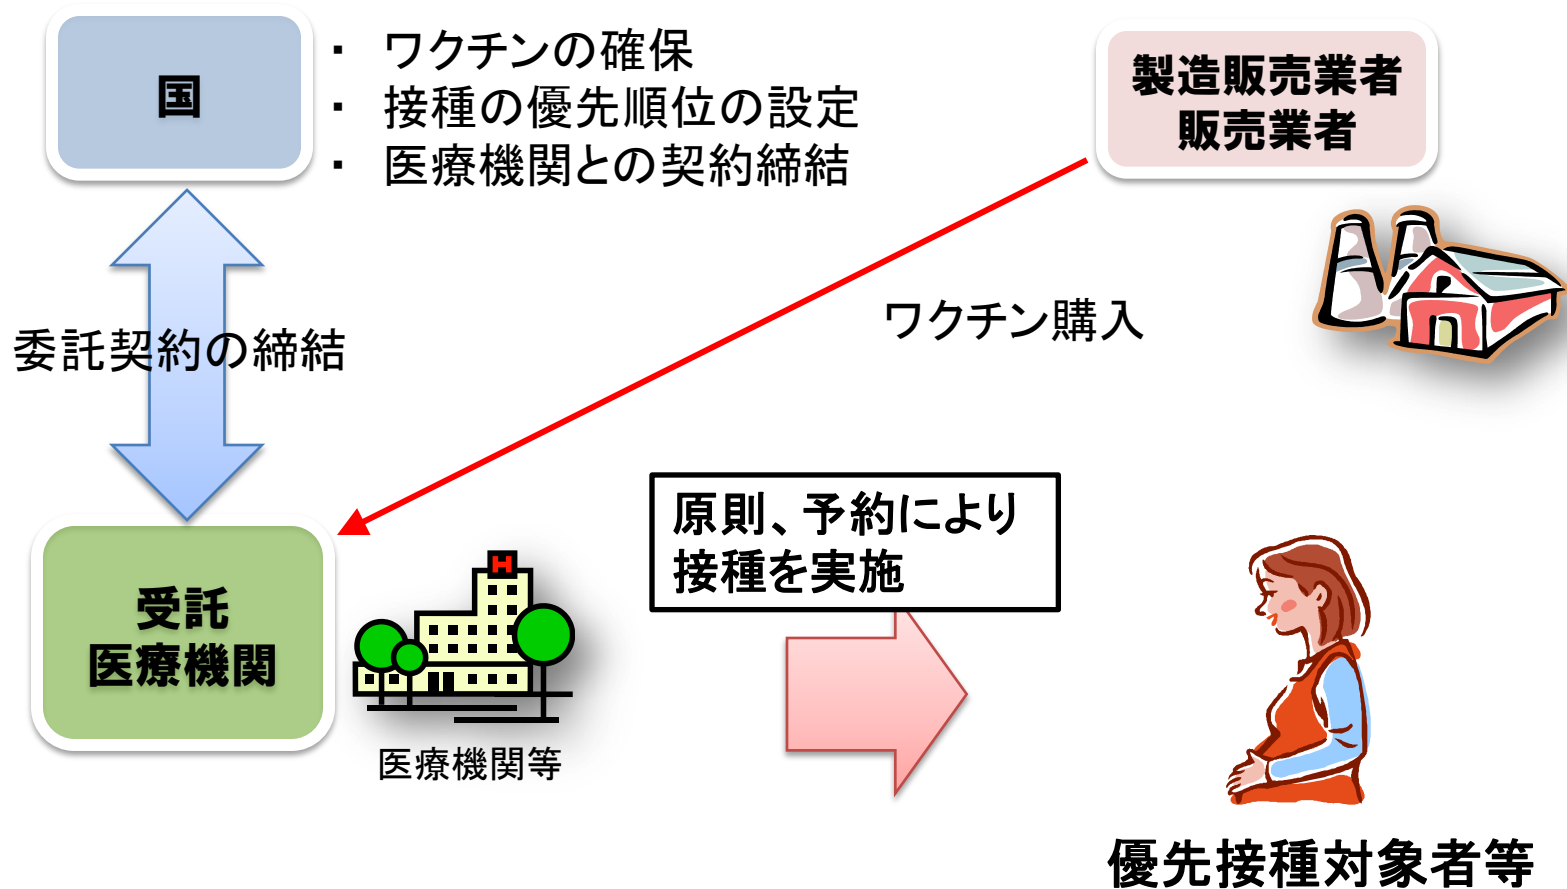 国
・ ワクチンの確保
・ 接種の優先順位の設定
・ 医療機関との契約締結
製造販売業者
販売業者
ワクチン購入
委託契約の締結
原則、予約により
接種を実施
受託
医療機関
H
医療機関等
優先接種対象者等